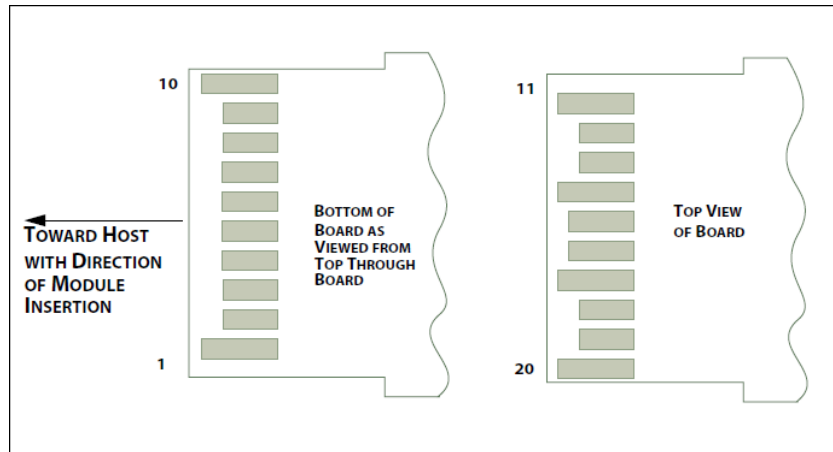 10
11
BOTTOM OF
BOARD AS
VIEWED FROM
TOP THROUGH
BOARD
TOP VIEW
OF BOARD
TOWARD HOST
WITH DIRECTION
OF MODULE
INSERTION
1
20